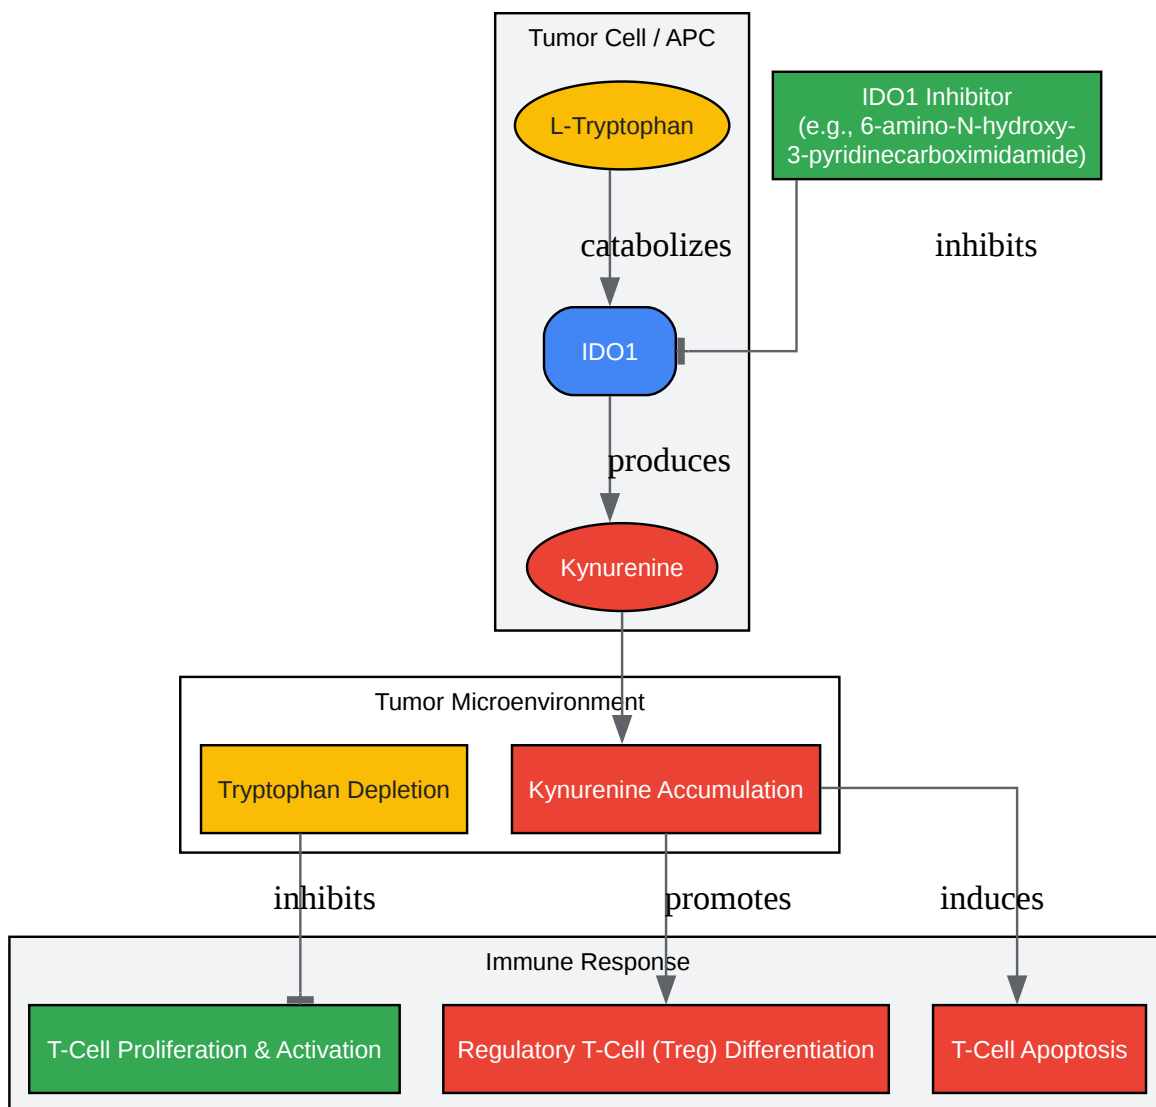 Tumor Cell / APC
L-Tryptophan
IDO1 Inhibitor
(e.g., 6-amino-N-hydroxy-
3-pyridinecarboximidamide)
catabolizes
inhibits
IDO1
produces
Kynurenine
Tumor Microenvironment
Tryptophan Depletion
Kynurenine Accumulation
inhibits
promotes
induces
Immune Response
T-Cell Proliferation & Activation
Regulatory T-Cell (Treg) Differentiation
T-Cell Apoptosis